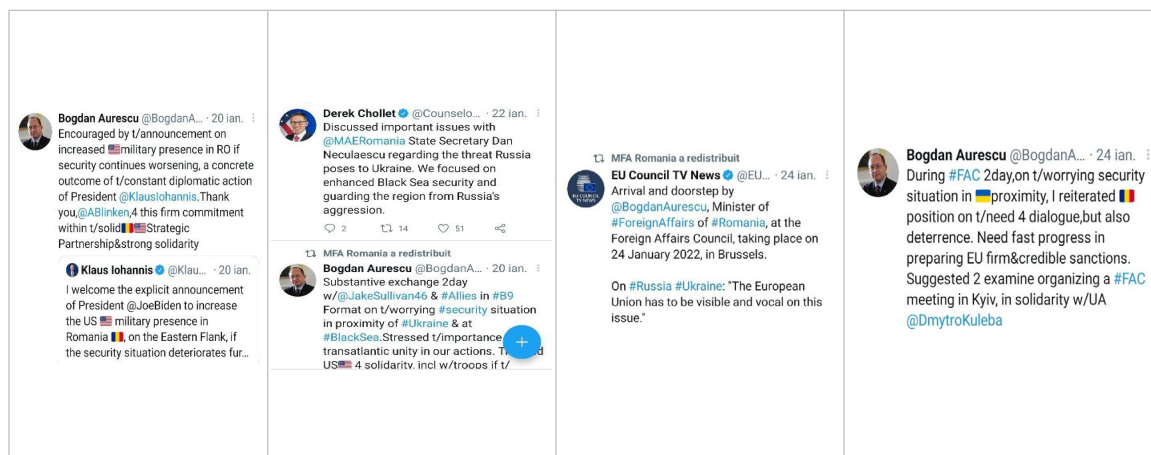 Bogdan Aurescu @BogdanA... · 20 ian.
Encouraged by t/announcement on
increased 🇺🇸military presence in RO if
security continues worsening, a concrete
outcome of t/constant diplomatic action
of President @KlausIohannis.Thank
you,@ABlinken,4 this firm commitment
within t/solid🇷🇴🇺🇸Strategic
Partnership&strong solidarity
Klaus Iohannis @Klau... · 20 ian.
I welcome the explicit announcement
of President @JoeBiden to increase
the US 🇺🇸 military presence in
Romania 🇷🇴, on the Eastern Flank, if
the security situation deteriorates fur...
Derek Chollet @Counselo... · 22 ian.
Discussed important issues with
@MAERomania State Secretary Dan
Neculaescu regarding the threat Russia
poses to Ukraine. We focused on
enhanced Black Sea security and
guarding the region from Russia's
aggression.
2 14 51
MFA Romania a redistribuit
Bogdan Aurescu @BogdanA... · 20 ian.
Substantive exchange 2day
w/@JakeSullivan46 & #Allies in #B9
Format on t/worrying #security situation
in proximity of #Ukraine & at
#BlackSea.Stressed t/importance
transatlantic unity in our actions.
US🇺🇸 4 solidarity, incl w/troops if t/
MFA Romania a redistribuit
EU Council TV News @EU... · 24 ian.
EU COUNCIL
TV NEWS
Arrival and doorstep by
@BogdanAurescu, Minister of
#ForeignAffairs of #Romania, at the
Foreign Affairs Council, taking place on
24 January 2022, in Brussels.
On #Russia #Ukraine: "The European
Union has to be visible and vocal on this
issue."
Bogdan Aurescu @BogdanA... · 24 ian.
During #FAC 2day,on t/worrying security
situation in 🇺🇦proximity, I reiterated 🇷🇴
position on t/need 4 dialogue,but also
deterrence. Need fast progress in
preparing EU firm&credible sanctions.
Suggested 2 examine organizing a #FAC
meeting in Kyiv, in solidarity w/UA
@DmytroKuleba